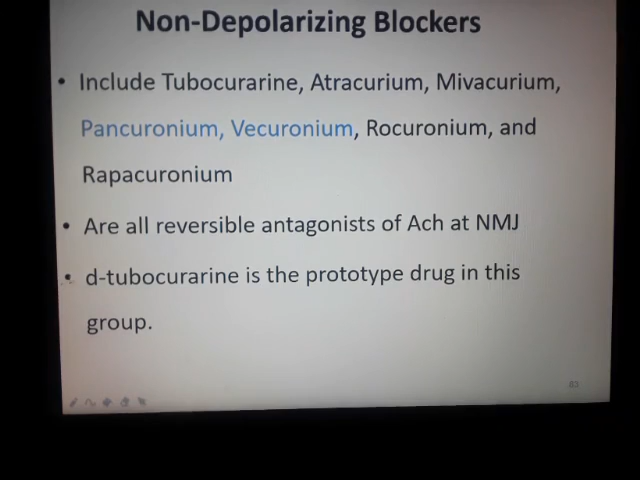 Non-Depolarizing Blockers
• Include Tubocurarine, Atracurium, Mivacurium,
Pancuronium, Vecuronium, Rocuronium, and
Rapacuronium
• Are all reversible antagonists of Ach at NMJ
• d-tubocurarine is the prototype drug in this
group.